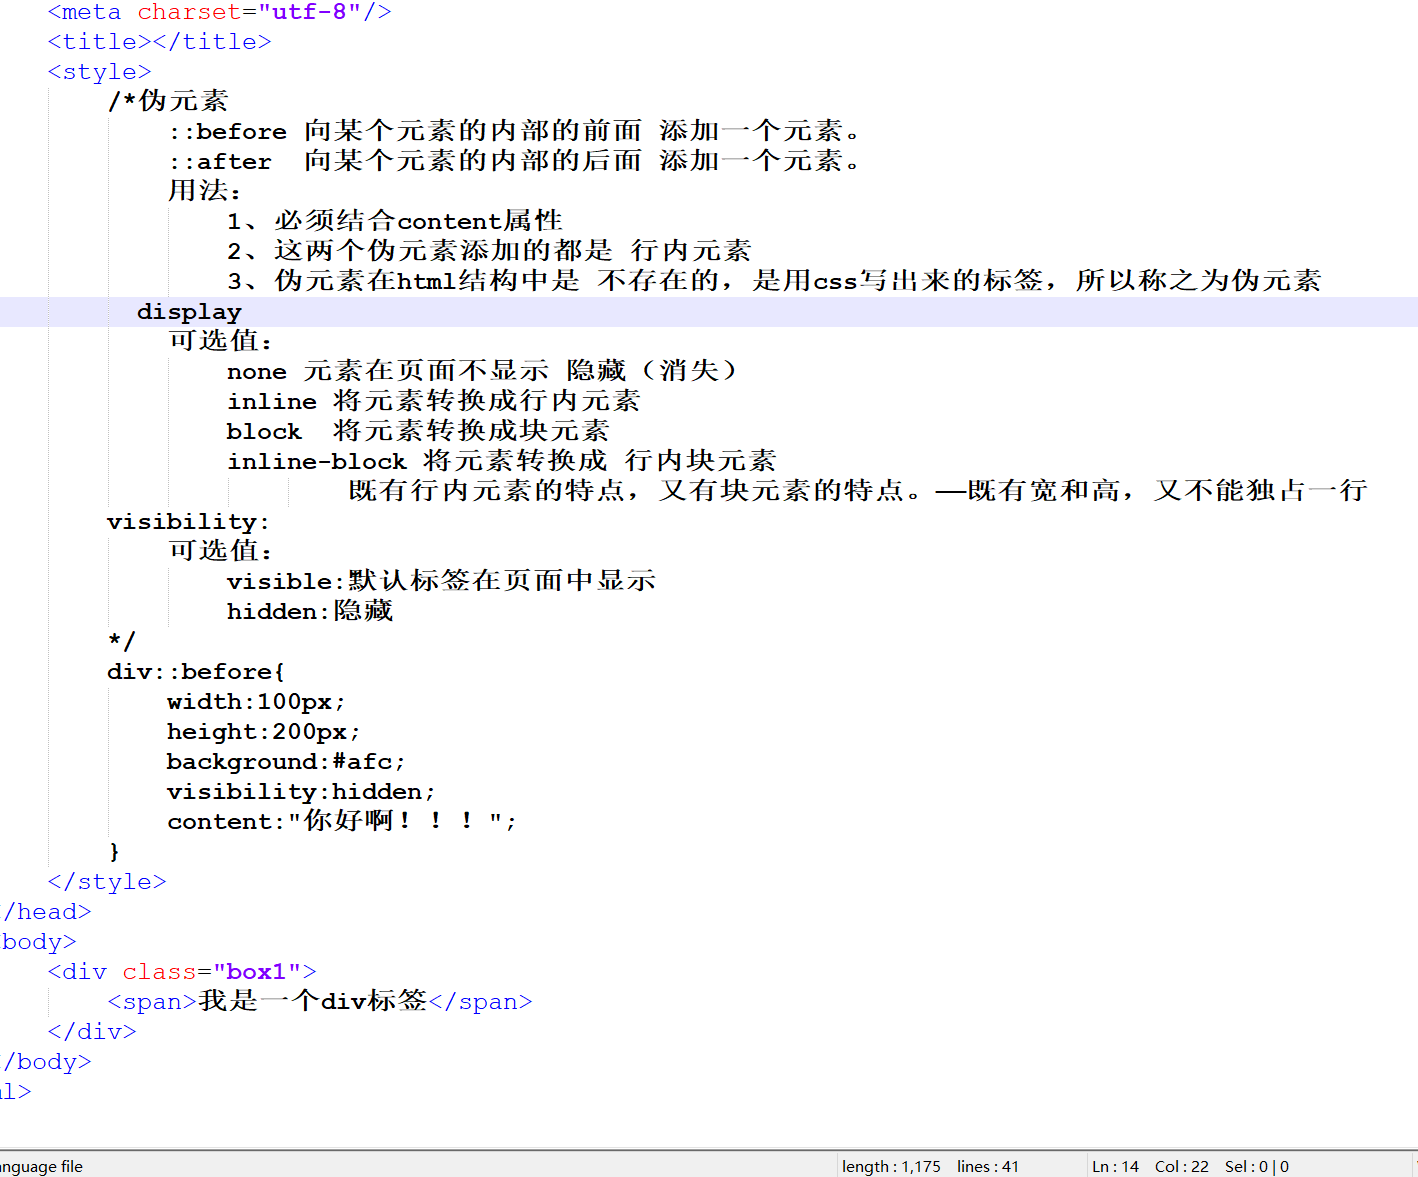 <meta charset="utf-8"/>
<title></title>
<style>
/*伪元素
::before 向某个元素的内部的前面 添加一个元素。
::after  向某个元素的内部的后面 添加一个元素。
用法：
1、必须结合content属性
2、这两个伪元素添加的都是 行内元素
3、伪元素在html结构中是 不存在的，是用css写出来的标签，所以称之为伪元素
display
可选值：
none 元素在页面不显示 隐藏（消失）
inline 将元素转换成行内元素
block  将元素转换成块元素
inline-block 将元素转换成 行内块元素
既有行内元素的特点，又有块元素的特点。—既有宽和高，又不能独占一行
visibility:
可选值：
visible:默认标签在页面中显示
hidden:隐藏
*/
div::before{
width:100px;
height:200px;
background:#afc;
visibility:hidden;
content:"你好啊！！！";
}
</style>
/head>
body>
<div class="box1">
<span>我是一个div标签</span>
</div>
/body>
l>
anguage file length : 1,175 lines : 41 Ln : 14 Col : 22 Sel : 0 | 0